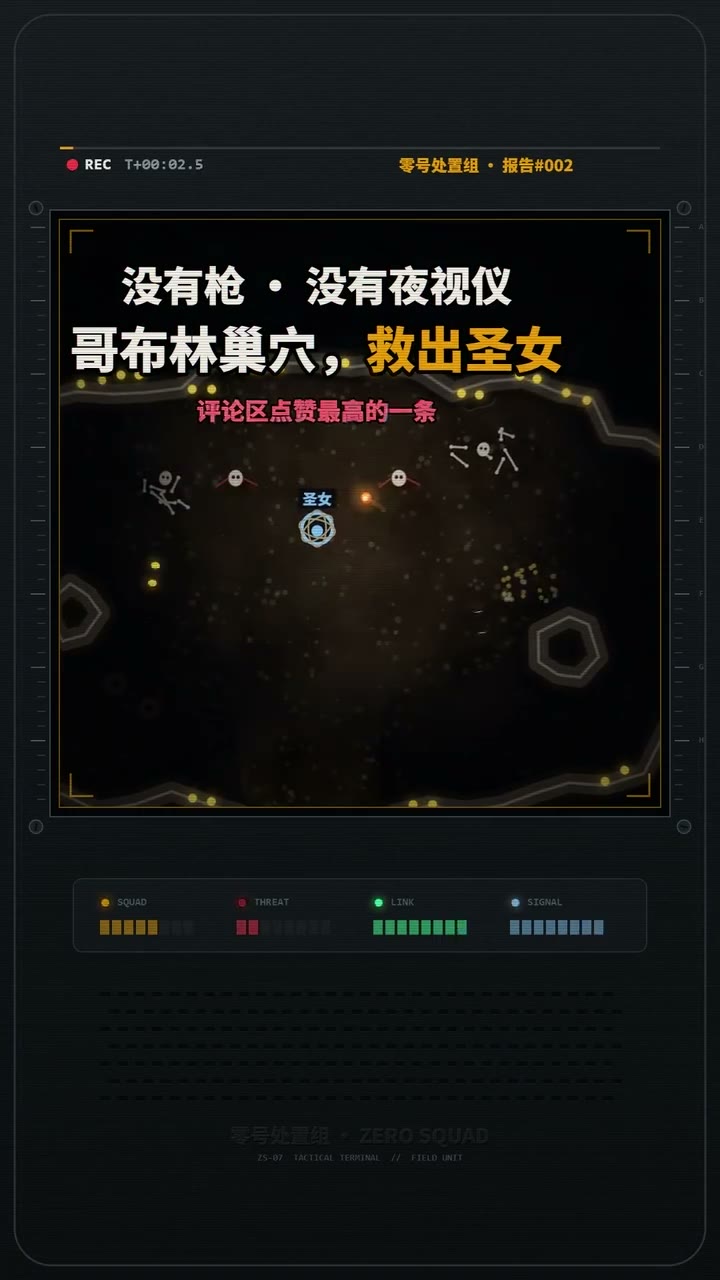 REC T+00:02.5 零号处置组 · 报告#002
没有枪 · 没有夜视仪
哥布林巢穴，救出圣女
评论区点赞最高的一条
圣女
SQUAD THREAT LINK SIGNAL
零号处置组 · ZERO SQUAD
ZS-07 TACTICAL TERMINAL // FIELD UNIT